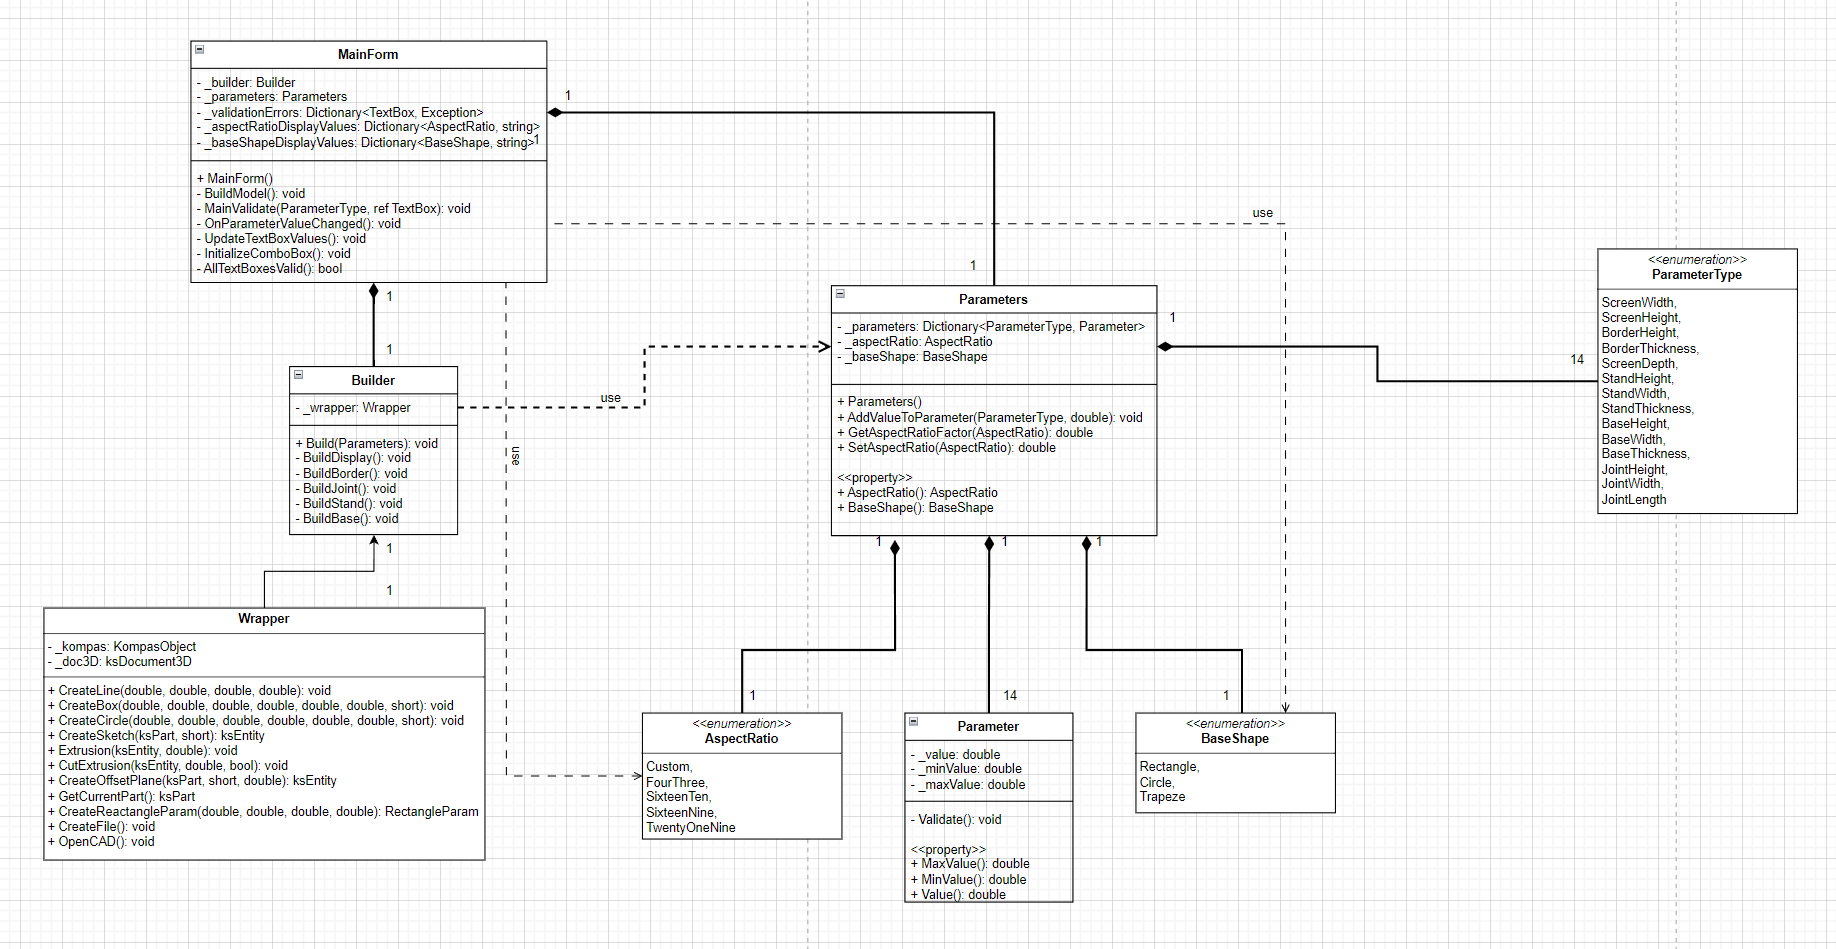 MainForm
- _builder: Builder
- _parameters: Parameters
- _validationErrors: Dictionary<TextBox, Exception>
- _aspectRatioDisplayValues: Dictionary<AspectRatio, string>
- _baseShapeDisplayValues: Dictionary<BaseShape, string>
1
+ MainForm()
- BuildModel(): void
- MainValidate(ParameterType, ref TextBox): void
- OnParameterValueChanged(): void
- UpdateTextBoxValues(): void
- InitializeComboBox(): void
- AllTextBoxesValid(): bool
1
1
use
1
1
Builder
- _wrapper: Wrapper
+ Build(Parameters): void
- BuildDisplay(): void
- BuildBorder(): void
- BuildJoint(): void
- BuildStand(): void
- BuildBase(): void
use
use
1
1
Parameters
- _parameters: Dictionary<ParameterType, Parameter>
- _aspectRatio: AspectRatio
- _baseShape: BaseShape
+ Parameters()
+ AddValueToParameter(ParameterType, double): void
+ GetAspectRatioFactor(AspectRatio): double
+ SetAspectRatio(AspectRatio): double
<<property>>
+ AspectRatio(): AspectRatio
+ BaseShape(): BaseShape
1
14
<<enumeration>>
ParameterType
ScreenWidth,
ScreenHeight,
BorderHeight,
BorderThickness,
ScreenDepth,
StandHeight,
StandWidth,
StandThickness,
BaseHeight,
BaseWidth,
BaseThickness,
JointHeight,
JointWidth,
JointLength
Wrapper
- _kompas: KompasObject
- _doc3D: ksDocument3D
+ CreateLine(double, double, double, double): void
+ CreateBox(double, double, double, double, double, double, short): void
+ CreateCircle(double, double, double, double, double, double, short): void
+ CreateSketch(ksPart, short): ksEntity
+ Extrusion(ksEntity, double): void
+ CutExtrusion(ksEntity, double, bool): void
+ CreateOffsetPlane(ksPart, short, double): ksEntity
+ GetCurrentPart(): ksPart
+ CreateReactangleParam(double, double, double, double): RectangleParam
+ CreateFile(): void
+ OpenCAD(): void
1
1
1
1
14
1
<<enumeration>>
AspectRatio
Custom,
FourThree,
SixteenTen,
SixteenNine,
TwentyOneNine
Parameter
- _value: double
- _minValue: double
- _maxValue: double
- Validate(): void
<<property>>
+ MaxValue(): double
+ MinValue(): double
+ Value(): double
<<enumeration>>
BaseShape
Rectangle,
Circle,
Trapeze